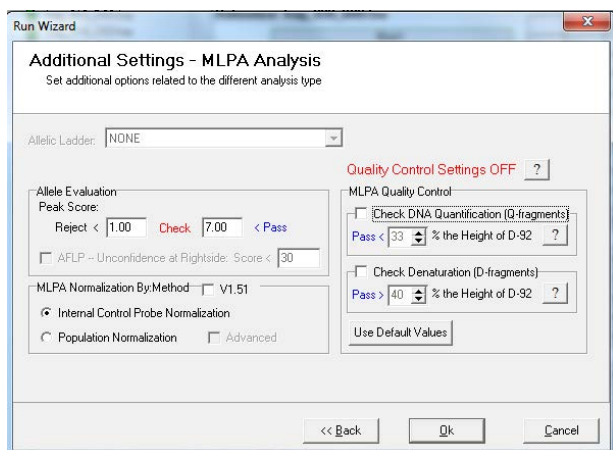 Run Wizard
Additional Settings - MLPA Analysis
Set additional options related to the different analysis type
Allelic Ladder: NONE
Quality Control Settings OFF ?
Allele Evaluation
Peak Score:
Reject < 1.00 Check 7.00 < Pass
AFLP -- Unconfidence at Rightside: Score < 30
MLPA Normalization By:Method V1.51
Internal Control Probe Normalization
Population Normalization Advanced
MLPA Quality Control
Check DNA Quantification (Q-fragments)
Pass < 33 % the Height of D-92 ?
Check Denaturation (D-fragments)
Pass > 40 % the Height of D-92 ?
Use Default Values
<< Back Ok Cancel